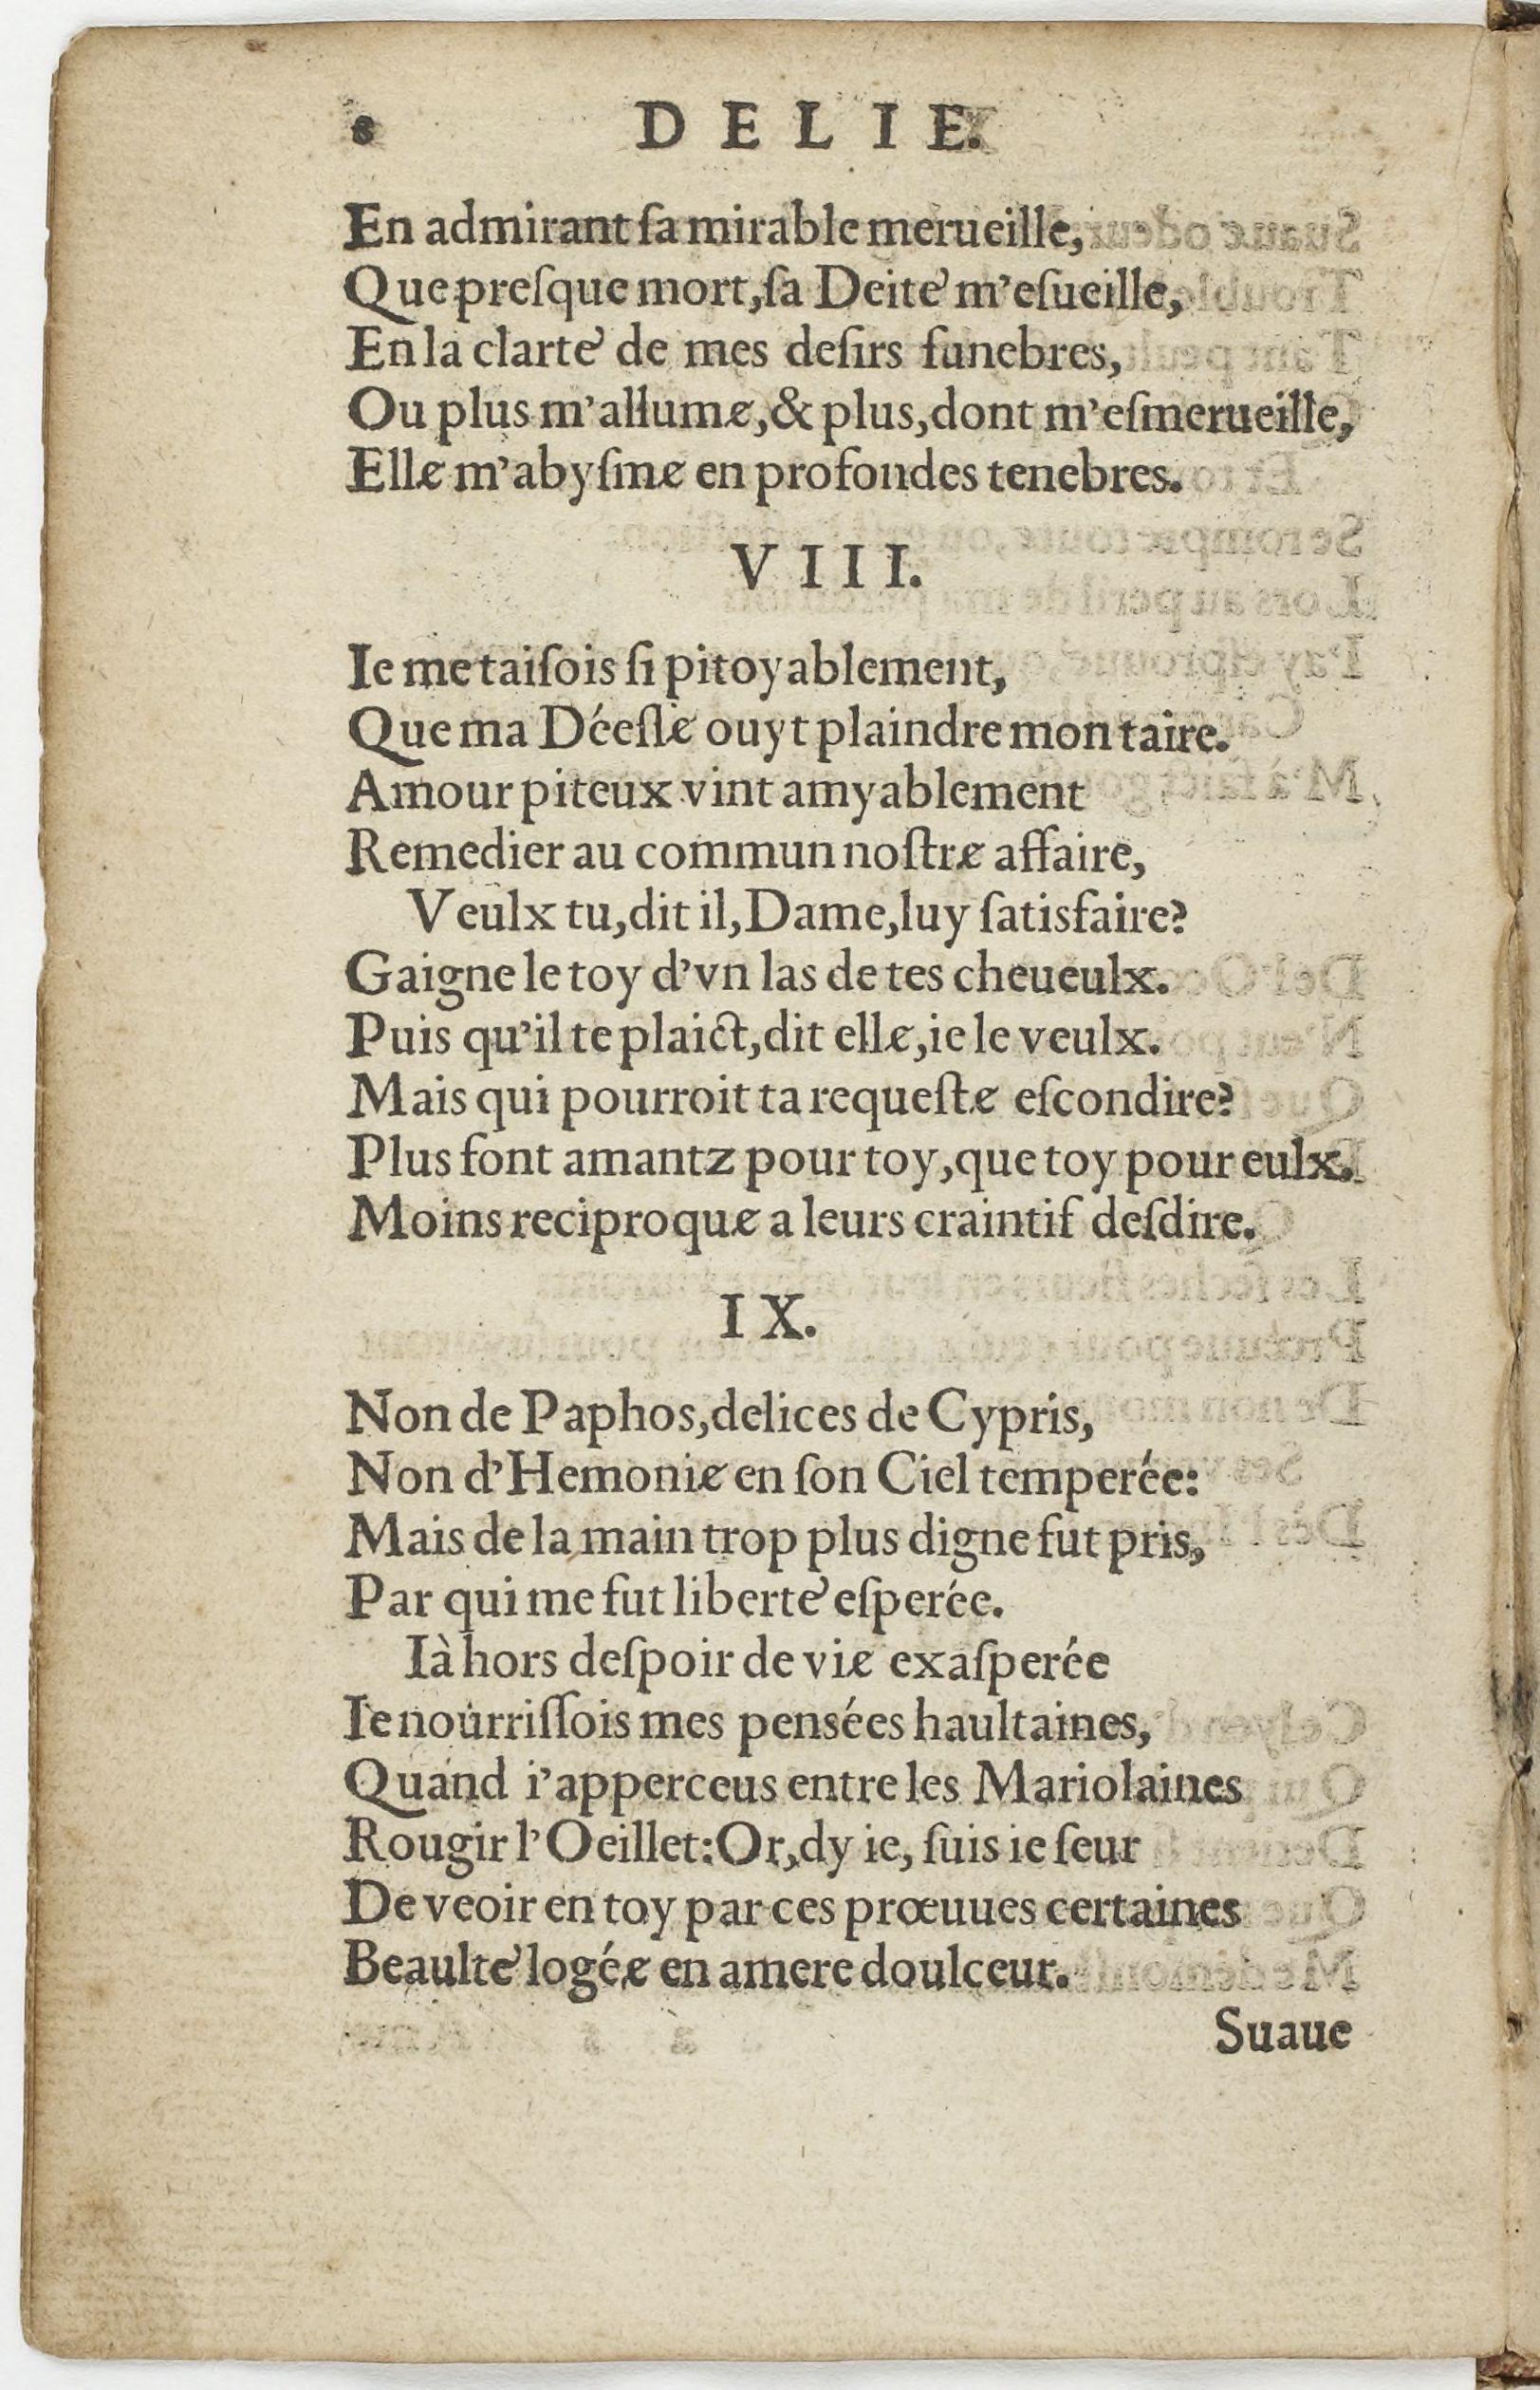 8 DELIE.
En admirant ſa mirable merueille,
Que preſque mort, ſa Deité m'eſueille,
En la clarté de mes deſirs funebres,
Ou plus m'allume, & plus, dont m'eſmerueille,
Elle m'abyſme en profondes tenebres.
VIII.
Ie me taiſois ſi pitoyablement,
Que ma Déeſſe ouyt plaindre mon taire.
Amour piteux vint amyablement
Remedier au commun noſtre affaire,
Veulx tu, dit il, Dame, luy ſatisfaire?
Gaigne le toy d'vn las de tes cheueulx.
Puis qu'il te plaict, dit elle, ie le veulx.
Mais qui pourroit ta requeſte eſcondire?
Plus font amantz pour toy, que toy pour eulx,
Moins reciproque a leurs craintif deſdire.
IX.
Non de Paphos, delices de Cypris,
Non d'Hemonie en ſon Ciel temperée:
Mais de la main trop plus digne fut pris,
Par qui me fut liberté eſperée.
Ià hors deſpoir de vie exaſperée
Ie nourriſſois mes pensées haultaines,
Quand i'apperceus entre les Mariolaines
Rougir l'Oeillet: Or, dy ie, ſuis ie ſeur
De veoir en toy par ces prœuues certaines
Beaulté logée en amere doulceur.
Suaue